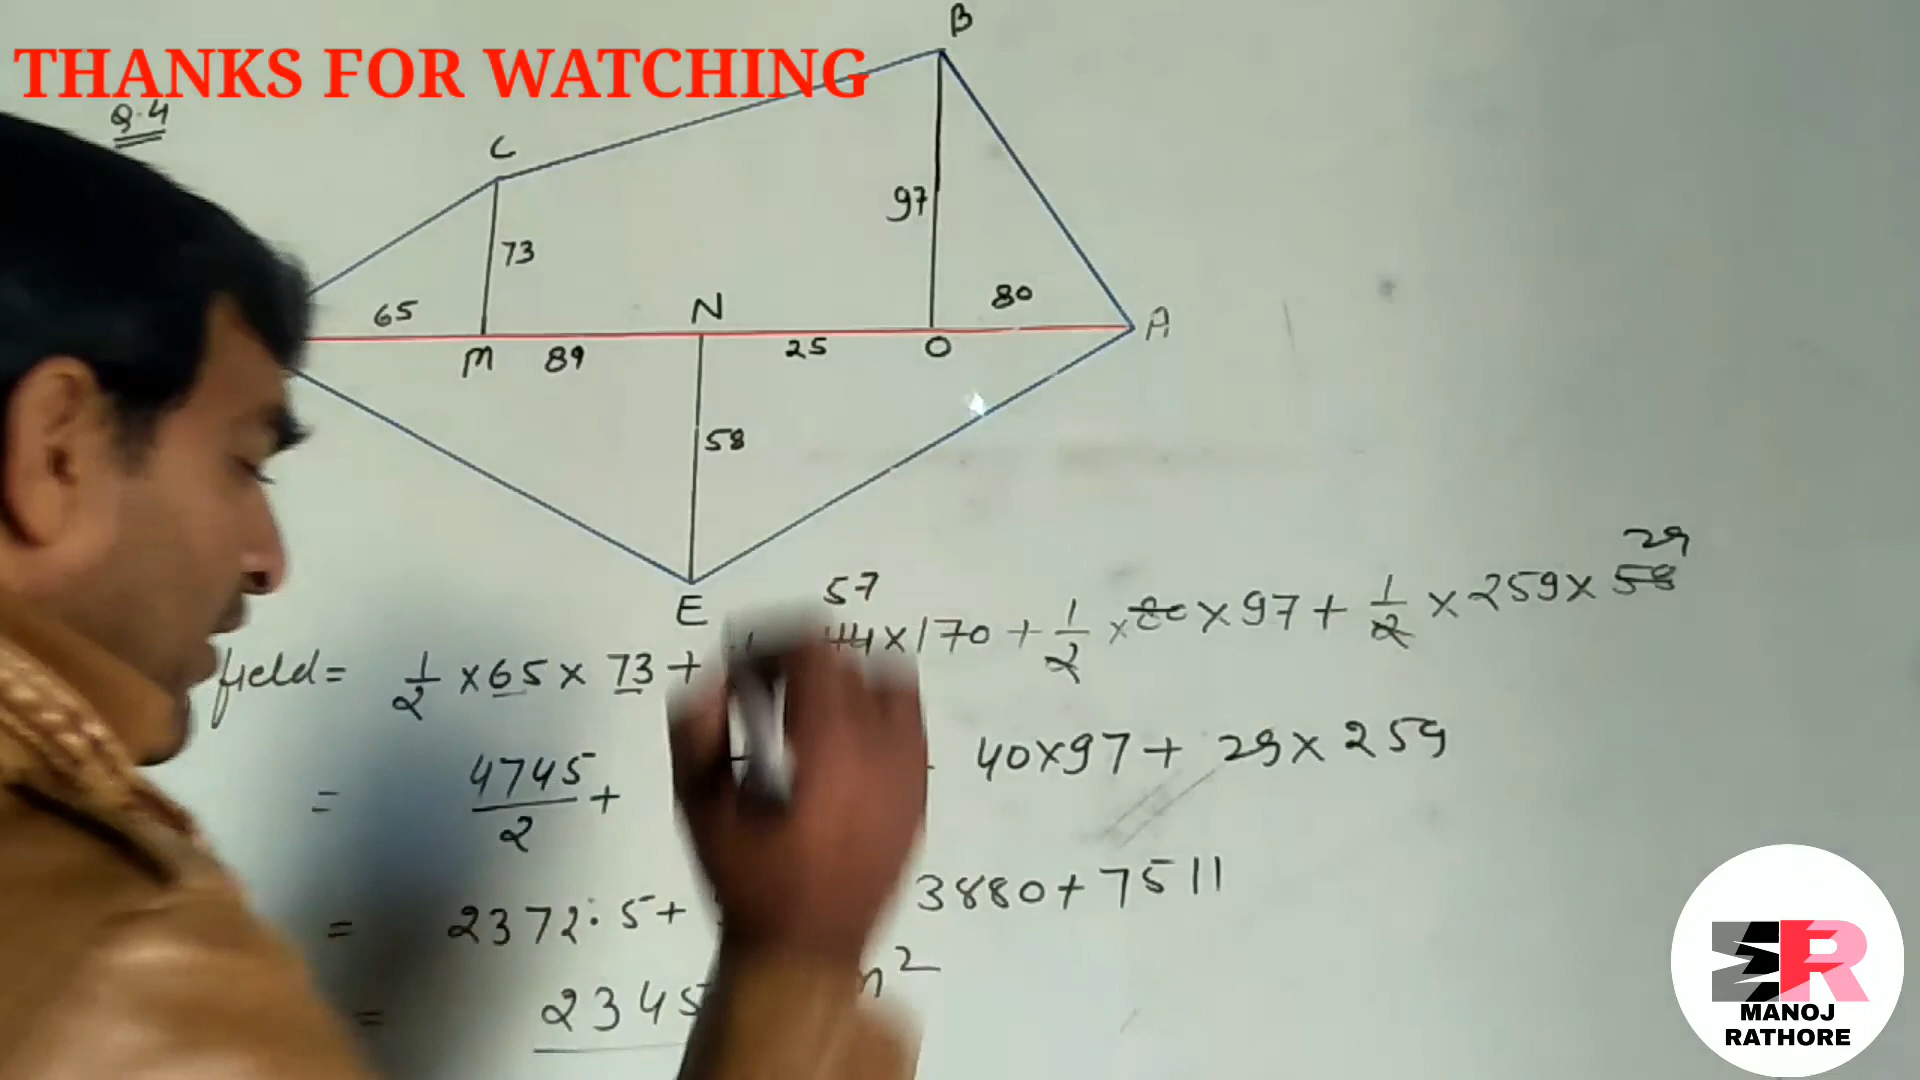 THANKS FOR WATCHING
Q.4
B
C
97
73
65
N
80
A
M
89
25
O
58
E
57
29
field = 1/2 × 65 × 73 + × 170 + 1/2 × 80 × 97 + 1/2 × 259 × 58
= 4745/2 + 40×97 + 29×259
= 2372.5 + 3880 + 7511
= 2345 m²
MANOJ
RATHORE